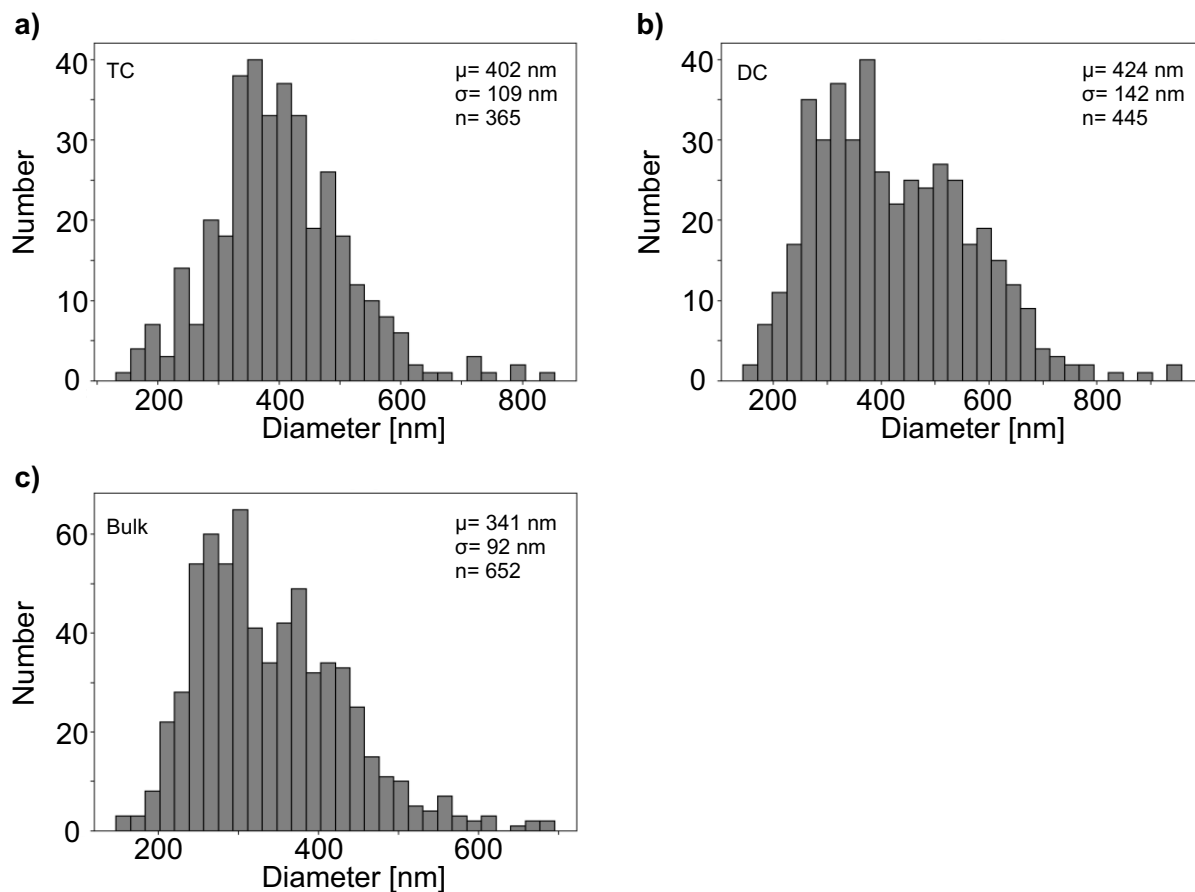 a)
TC
μ= 402 nm
σ= 109 nm
n= 365
40
30
20
10
0
Number
200 400 600 800
Diameter [nm]
b)
DC
μ= 424 nm
σ= 142 nm
n= 445
40
30
20
10
0
Number
200 400 600 800
Diameter [nm]
c)
Bulk
μ= 341 nm
σ= 92 nm
n= 652
60
40
20
0
Number
200 400 600
Diameter [nm]